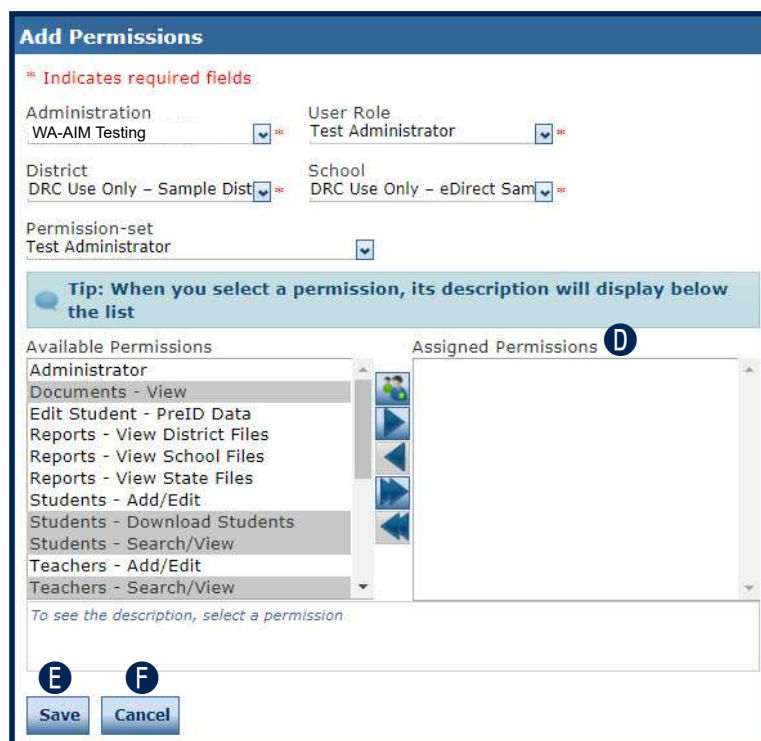 Add Permissions
* Indicates required fields
Administration User Role
WA-AIM Testing * Test Administrator *
District School
DRC Use Only – Sample Dist * DRC Use Only – eDirect Sam *
Permission-set
Test Administrator
Tip: When you select a permission, its description will display below
the list
Available Permissions Assigned Permissions D
Administrator
Documents - View
Edit Student - PreID Data
Reports - View District Files
Reports - View School Files
Reports - View State Files
Students - Add/Edit
Students - Download Students
Students - Search/View
Teachers - Add/Edit
Teachers - Search/View
To see the description, select a permission
E F
Save Cancel